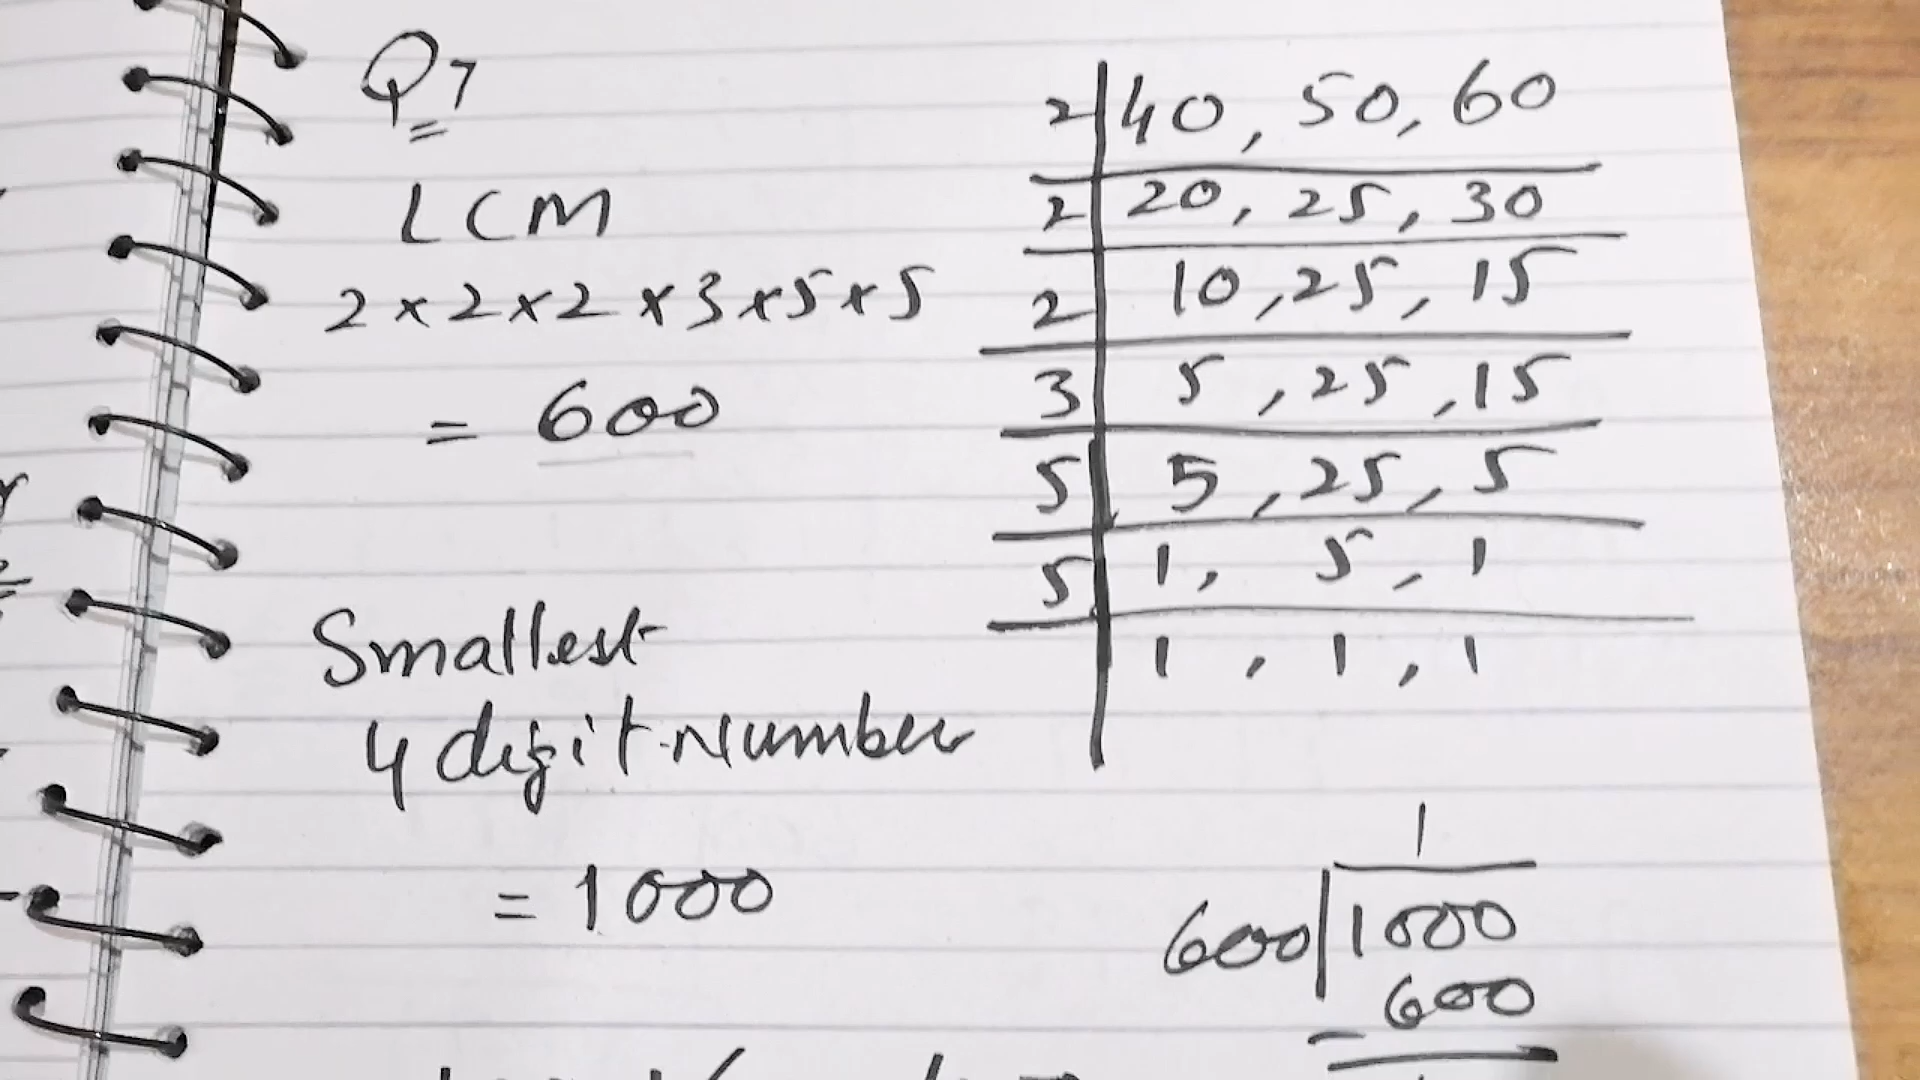 Q7
LCM
2×2×2×3×5×5
= 600
2 40, 50, 60
2 20, 25, 30
2 10, 25, 15
3 5, 25, 15
5 5, 25, 5
5 1, 5, 1
1, 1, 1
Smallest
4 digit Number
= 1000
1
600 1000
- 600